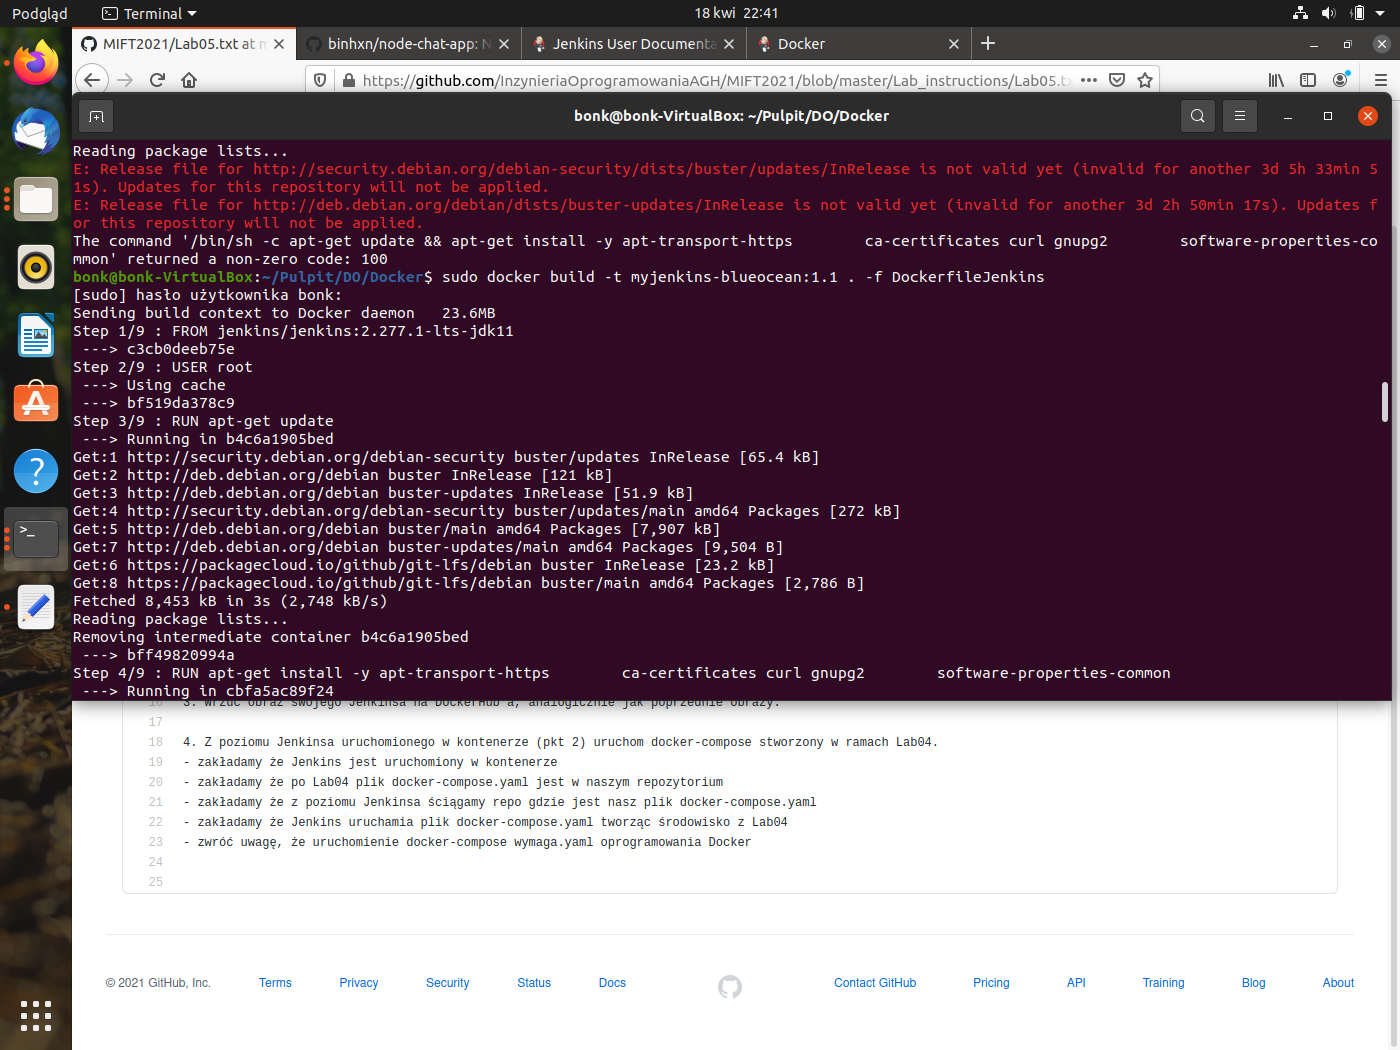 Podgląd
Terminal
18 kwi 22:41
MIFT2021/Lab05.txt at m
binhxn/node-chat-app: N
Jenkins User Documenta
Docker
https://github.com/InzynieriaOprogramowaniaAGH/MIFT2021/blob/master/Lab_instructions/Lab05.tx
bonk@bonk-VirtualBox: ~/Pulpit/DO/Docker
Reading package lists...
E: Release file for http://security.debian.org/debian-security/dists/buster/updates/InRelease is not valid yet (invalid for another 3d 5h 33min 5
1s). Updates for this repository will not be applied.
E: Release file for http://deb.debian.org/debian/dists/buster-updates/InRelease is not valid yet (invalid for another 3d 2h 50min 17s). Updates f
or this repository will not be applied.
The command '/bin/sh -c apt-get update && apt-get install -y apt-transport-https        ca-certificates curl gnupg2        software-properties-co
mmon' returned a non-zero code: 100
bonk@bonk-VirtualBox:~/Pulpit/DO/Docker$ sudo docker build -t myjenkins-blueocean:1.1 . -f DockerfileJenkins
[sudo] hasło użytkownika bonk:
Sending build context to Docker daemon   23.6MB
Step 1/9 : FROM jenkins/jenkins:2.277.1-lts-jdk11
 ---> c3cb0deeb75e
Step 2/9 : USER root
 ---> Using cache
 ---> bf519da378c9
Step 3/9 : RUN apt-get update
 ---> Running in b4c6a1905bed
Get:1 http://security.debian.org/debian-security buster/updates InRelease [65.4 kB]
Get:2 http://deb.debian.org/debian buster InRelease [121 kB]
Get:3 http://deb.debian.org/debian buster-updates InRelease [51.9 kB]
Get:4 http://security.debian.org/debian-security buster/updates/main amd64 Packages [272 kB]
Get:5 http://deb.debian.org/debian buster/main amd64 Packages [7,907 kB]
Get:7 http://deb.debian.org/debian buster-updates/main amd64 Packages [9,504 B]
Get:6 https://packagecloud.io/github/git-lfs/debian buster InRelease [23.2 kB]
Get:8 https://packagecloud.io/github/git-lfs/debian buster/main amd64 Packages [2,786 B]
Fetched 8,453 kB in 3s (2,748 kB/s)
Reading package lists...
Removing intermediate container b4c6a1905bed
 ---> bff49820994a
Step 4/9 : RUN apt-get install -y apt-transport-https        ca-certificates curl gnupg2        software-properties-common
 ---> Running in cbfa5ac89f24
16 3. Wrzuć obraz swojego Jenkinsa na DockerHub'a, analogicznie jak poprzednie obrazy.
17
18 4. Z poziomu Jenkinsa uruchomionego w kontenerze (pkt 2) uruchom docker-compose stworzony w ramach Lab04.
19 - zakładamy że Jenkins jest uruchomiony w kontenerze
20 - zakładamy że po Lab04 plik docker-compose.yaml jest w naszym repozytorium
21 - zakładamy że z poziomu Jenkinsa ściągamy repo gdzie jest nasz plik docker-compose.yaml
22 - zakładamy że Jenkins uruchamia plik docker-compose.yaml tworząc środowisko z Lab04
23 - zwróć uwagę, że uruchomienie docker-compose wymaga.yaml oprogramowania Docker
24
25
© 2021 GitHub, Inc.
Terms
Privacy
Security
Status
Docs
Contact GitHub
Pricing
API
Training
Blog
About